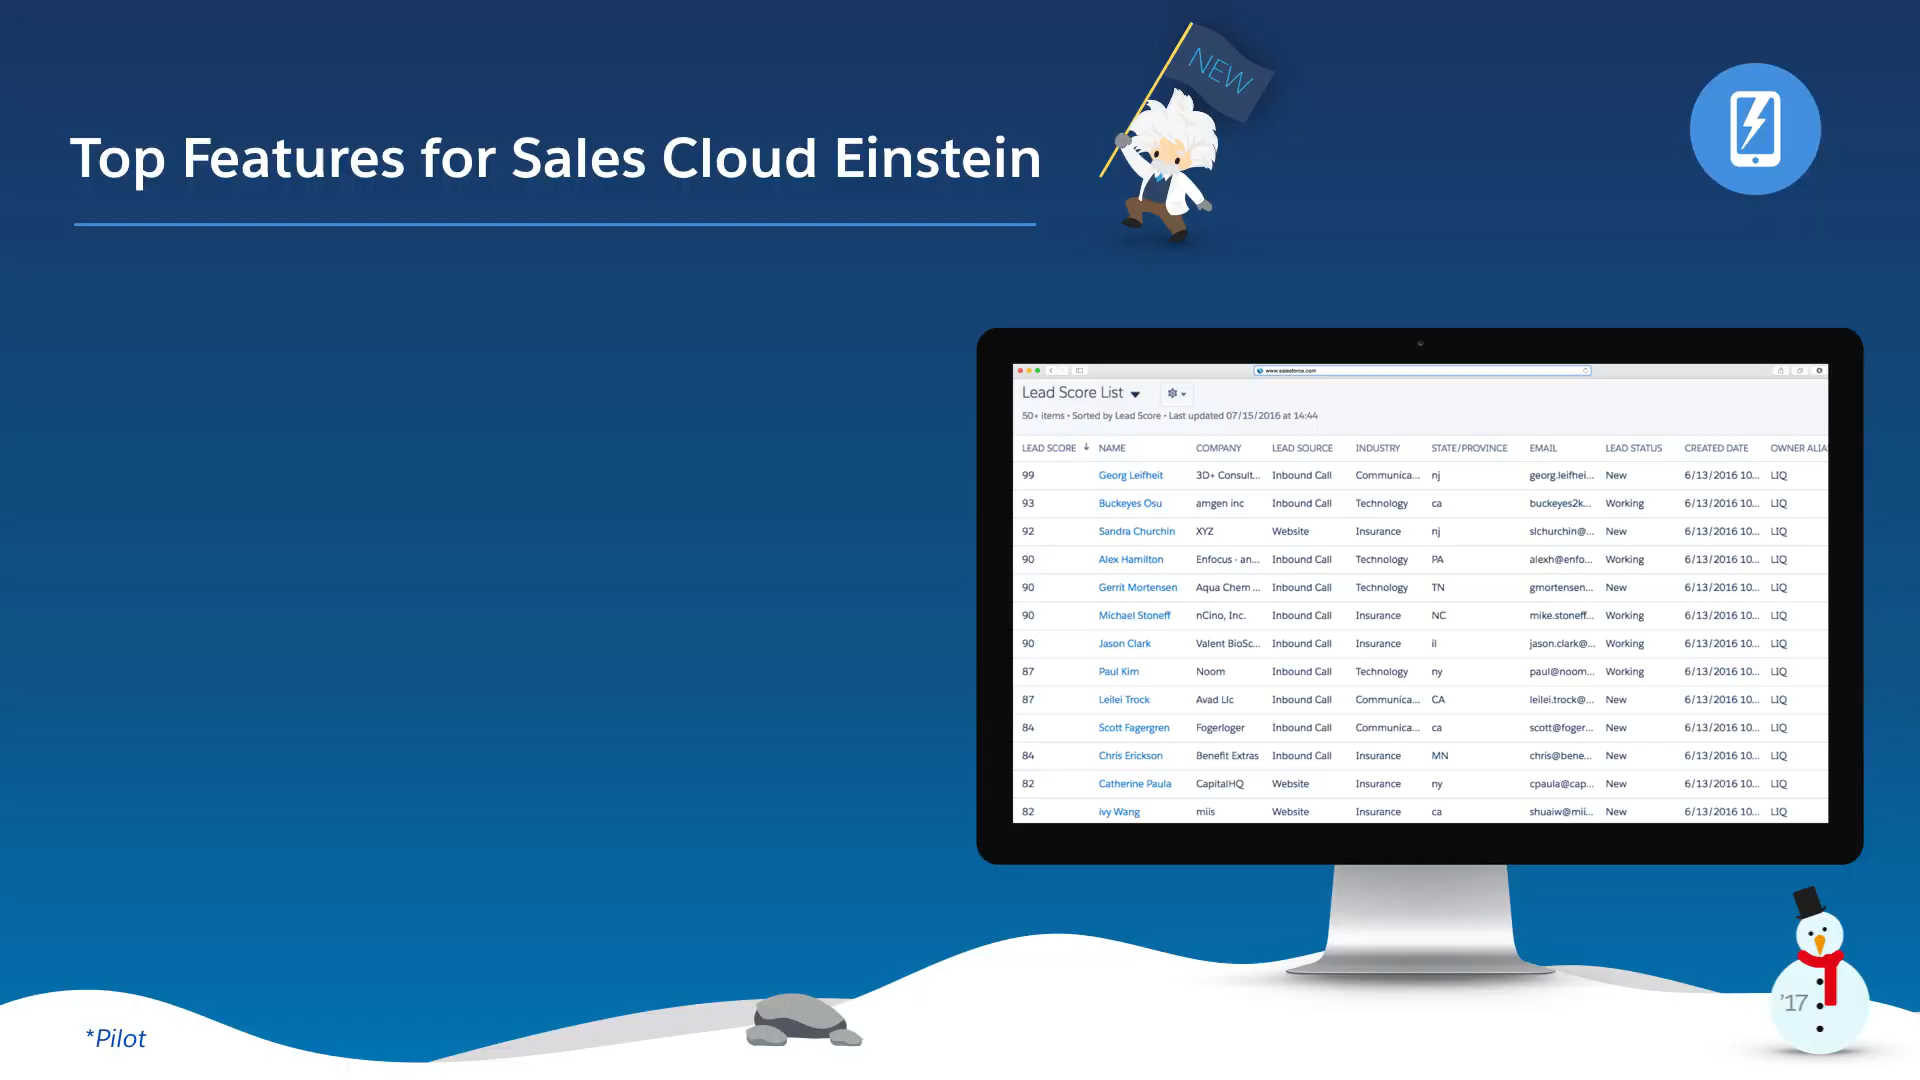 NEW
Top Features for Sales Cloud Einstein
www.salesforce.com
Lead Score List
50+ items • Sorted by Lead Score • Last updated 07/15/2016 at 14:44
LEAD SCORE NAME COMPANY LEAD SOURCE INDUSTRY STATE/PROVINCE EMAIL LEAD STATUS CREATED DATE OWNER ALIA
99 Georg Leifheit 3D+ Consult... Inbound Call Communica... nj georg.leifhei... New 6/13/2016 10... LIQ
93 Buckeyes Osu amgen inc Inbound Call Technology ca buckeyes2k... Working 6/13/2016 10... LIQ
92 Sandra Churchin XYZ Website Insurance nj slchurchin@... New 6/13/2016 10... LIQ
90 Alex Hamilton Enfocus - an... Inbound Call Technology PA alexh@enfo... Working 6/13/2016 10... LIQ
90 Gerrit Mortensen Aqua Chem ... Inbound Call Technology TN gmortensen... New 6/13/2016 10... LIQ
90 Michael Stoneff nCino, Inc. Inbound Call Insurance NC mike.stoneff... Working 6/13/2016 10... LIQ
90 Jason Clark Valent BioSc... Inbound Call Insurance il jason.clark@... Working 6/13/2016 10... LIQ
87 Paul Kim Noom Inbound Call Technology ny paul@noom... Working 6/13/2016 10... LIQ
87 Leilei Trock Avad Llc Inbound Call Communica... CA leilei.trock@... New 6/13/2016 10... LIQ
84 Scott Fagergren Fogerloger Inbound Call Communica... ca scott@foger... New 6/13/2016 10... LIQ
84 Chris Erickson Benefit Extras Inbound Call Insurance MN chris@bene... New 6/13/2016 10... LIQ
82 Catherine Paula CapitalHQ Website Insurance ny cpaula@cap... New 6/13/2016 10... LIQ
82 ivy Wang miis Website Insurance ca shuaiw@mii... New 6/13/2016 10... LIQ
'17
*Pilot